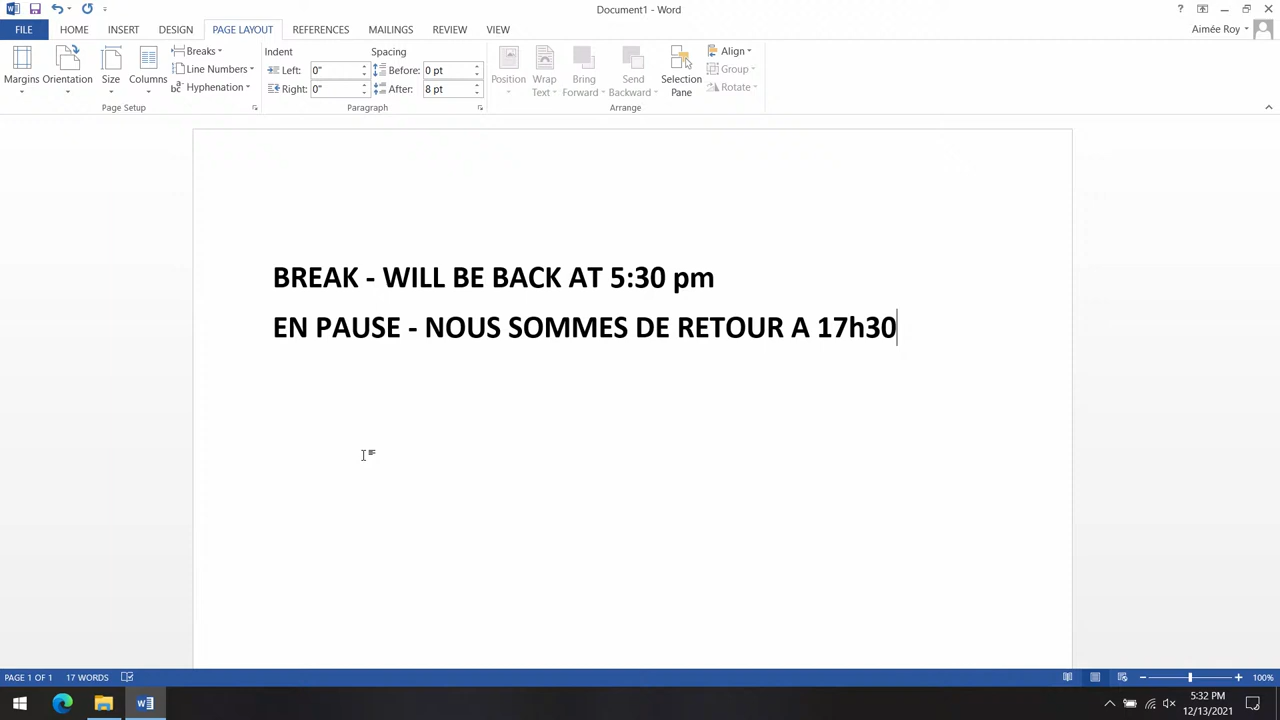 Document1 - Word
FILE HOME INSERT DESIGN PAGE LAYOUT REFERENCES MAILINGS REVIEW VIEW
Aimée Roy
Margins Orientation Size Columns
Breaks
Line Numbers
Hyphenation
Page Setup
Indent Spacing
Left: 0" Before: 0 pt
Right: 0" After: 8 pt
Paragraph
Position Wrap Text Bring Forward Send Backward Selection Pane
Align
Group
Rotate
Arrange
BREAK - WILL BE BACK AT 5:30 pm
EN PAUSE - NOUS SOMMES DE RETOUR A 17h30
PAGE 1 OF 1 17 WORDS
100%
5:32 PM
12/13/2021